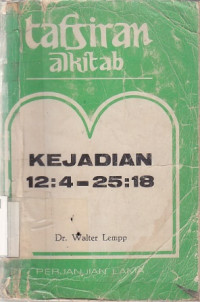 tafsiran
alkitab
KEJADIAN
12:4-25:18
Dr. Walter Lempp
PERJANJIAN LAMA